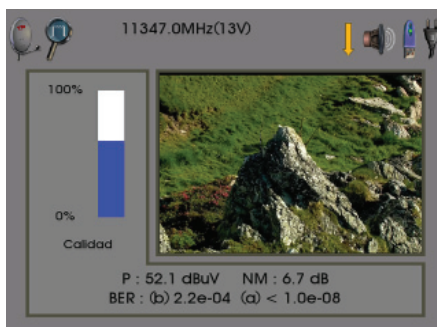 11347.0MHz(13V)
100%
0%
Calidad
P : 52.1 dBuV NM : 6.7 dB
BER : (b) 2.2e-04 (a) < 1.0e-08